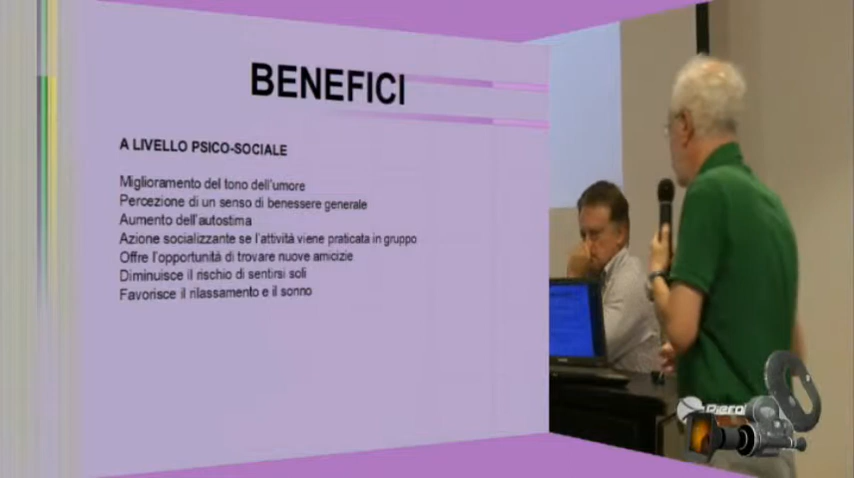 BENEFICI
A LIVELLO PSICO-SOCIALE
Miglioramento del tono dell'umore
Percezione di un senso di benessere generale
Aumento dell'autostima
Azione socializzante se l'attività viene praticata in gruppo
Offre l'opportunità di trovare nuove amicizie
Diminuisce il rischio di sentirsi soli
Favorisce il rilassamento e il sonno